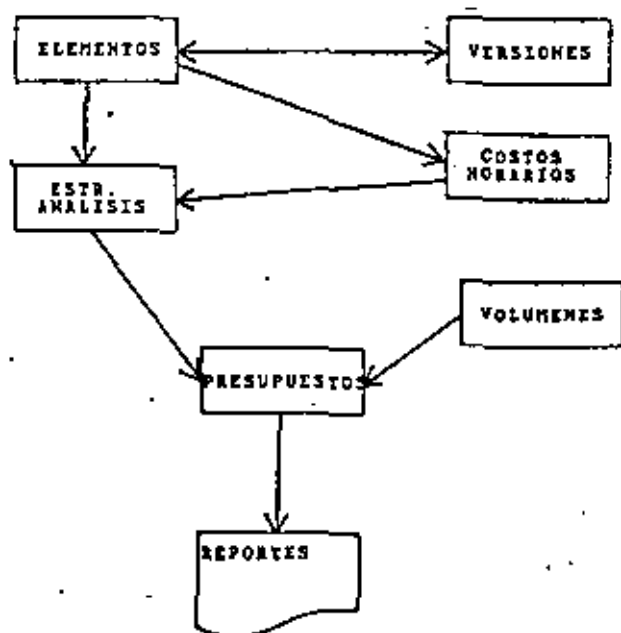 ELEMENTOS
VERSIONES
COSTOS
HORARIOS
ESTR.
ANALISIS
VOLUMENES
PRESUPUESTOS
REPORTES